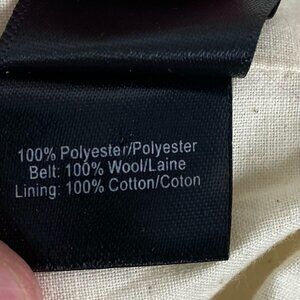 100% Polyester/Polyester
Belt: 100% Wool/Laine
Lining: 100% Cotton/Coton